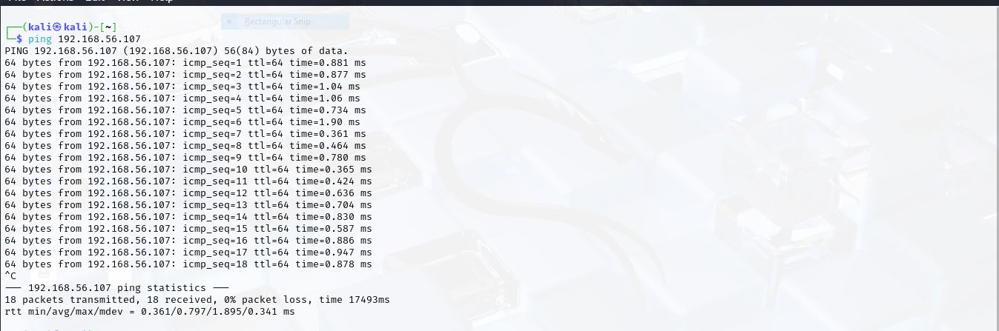 Rectangular Snip
┌──(kali㉿kali)-[~]
└─$ ping 192.168.56.107
PING 192.168.56.107 (192.168.56.107) 56(84) bytes of data.
64 bytes from 192.168.56.107: icmp_seq=1 ttl=64 time=0.881 ms
64 bytes from 192.168.56.107: icmp_seq=2 ttl=64 time=0.877 ms
64 bytes from 192.168.56.107: icmp_seq=3 ttl=64 time=1.04 ms
64 bytes from 192.168.56.107: icmp_seq=4 ttl=64 time=1.06 ms
64 bytes from 192.168.56.107: icmp_seq=5 ttl=64 time=0.734 ms
64 bytes from 192.168.56.107: icmp_seq=6 ttl=64 time=1.90 ms
64 bytes from 192.168.56.107: icmp_seq=7 ttl=64 time=0.361 ms
64 bytes from 192.168.56.107: icmp_seq=8 ttl=64 time=0.464 ms
64 bytes from 192.168.56.107: icmp_seq=9 ttl=64 time=0.780 ms
64 bytes from 192.168.56.107: icmp_seq=10 ttl=64 time=0.365 ms
64 bytes from 192.168.56.107: icmp_seq=11 ttl=64 time=0.424 ms
64 bytes from 192.168.56.107: icmp_seq=12 ttl=64 time=0.636 ms
64 bytes from 192.168.56.107: icmp_seq=13 ttl=64 time=0.704 ms
64 bytes from 192.168.56.107: icmp_seq=14 ttl=64 time=0.830 ms
64 bytes from 192.168.56.107: icmp_seq=15 ttl=64 time=0.587 ms
64 bytes from 192.168.56.107: icmp_seq=16 ttl=64 time=0.886 ms
64 bytes from 192.168.56.107: icmp_seq=17 ttl=64 time=0.947 ms
64 bytes from 192.168.56.107: icmp_seq=18 ttl=64 time=0.878 ms
^C
─── 192.168.56.107 ping statistics ───
18 packets transmitted, 18 received, 0% packet loss, time 17493ms
rtt min/avg/max/mdev = 0.361/0.797/1.895/0.341 ms